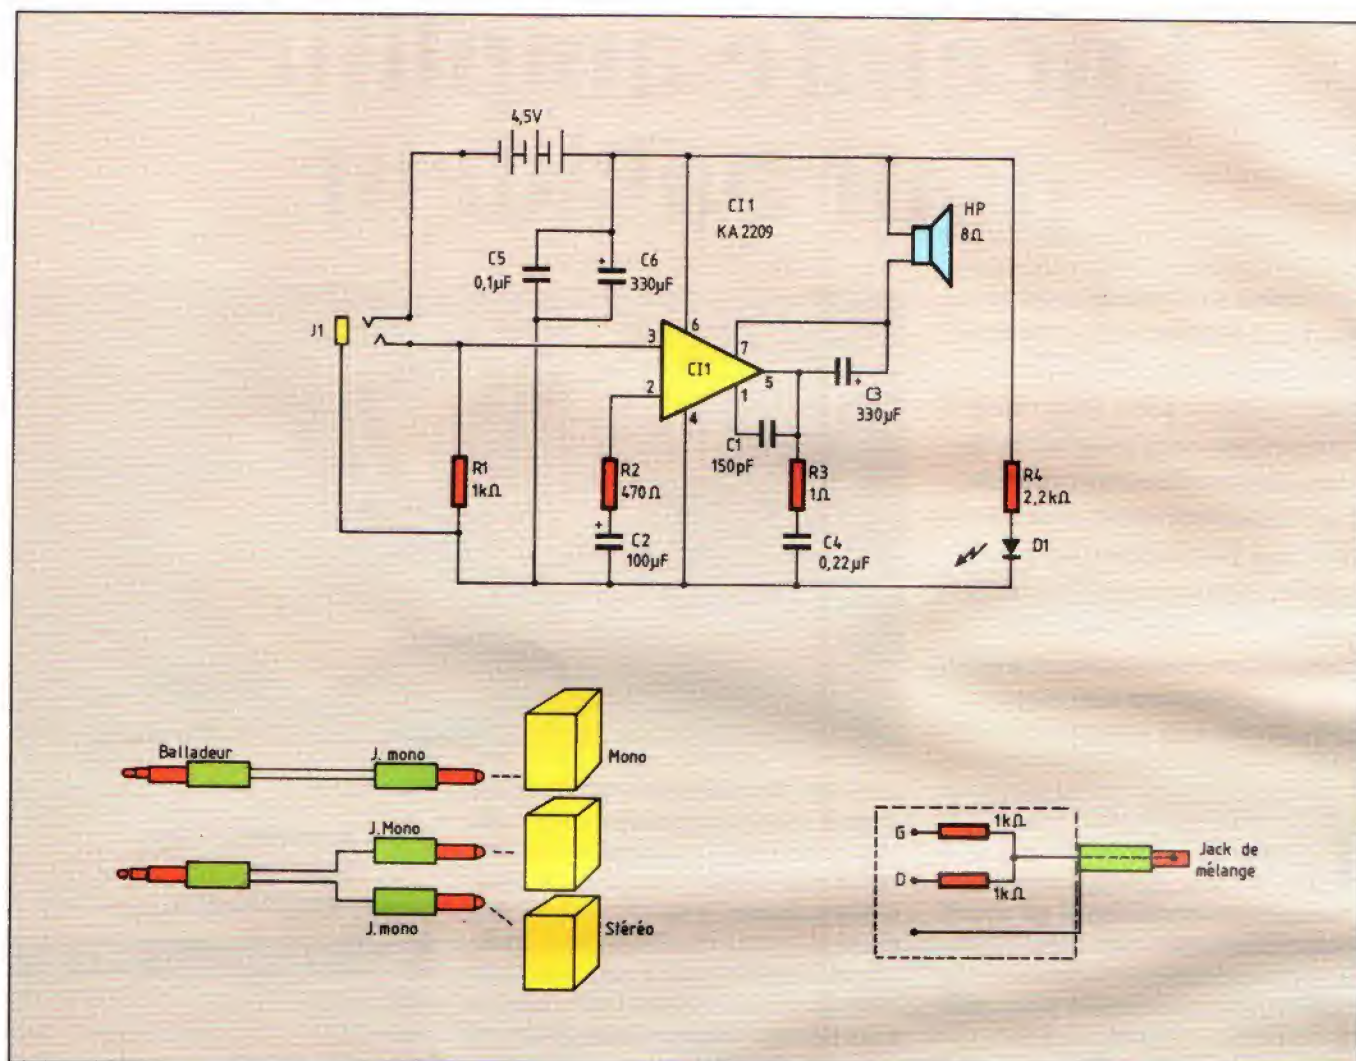 4,5V
CI1
KA2209
HP
8Ω
C5
0,1µF
+
C6
330µF
J1
3
6
7
CI1
5
2
1
4
+
C3
330µF
C1
150pF
R1
1kΩ
R2
470Ω
R3
1Ω
R4
2,2kΩ
+
C2
100µF
C4
0,22µF
D1
Balladeur
J. mono
Mono
J. Mono
J. mono
Stéréo
G
1kΩ
D
1kΩ
Jack de
mélange